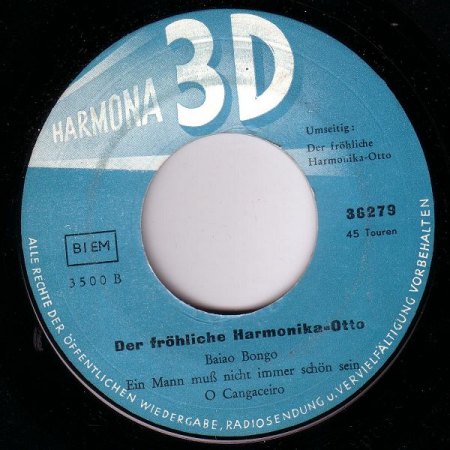 HARMONA 3D
Umseitig:
Der fröhliche
Harmonika-Otto
36279
45 Touren
BIEM
3500 B
Der fröhliche Harmonika-Otto
Baiao Bongo
Ein Mann muß nicht immer schön sein
O Cangaceiro
ALLE RECHTE DER ÖFFENTLICHEN WIEDERGABE, RADIOSENDUNG u. VERVIELFÄLTIGUNG VORBEHALTEN